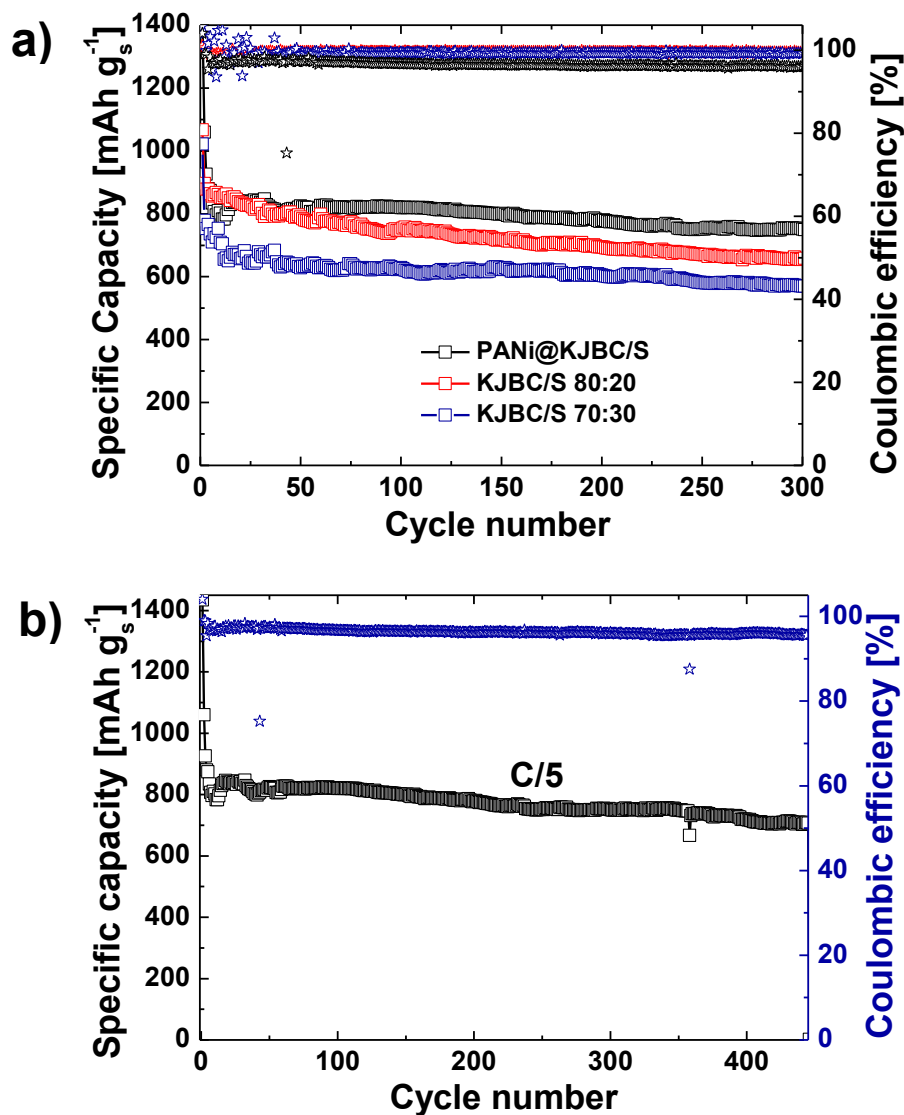 a)
Specific Capacity [mAh gs-1]
1400
1200
1000
800
600
400
200
0
PANi@KJBC/S
KJBC/S 80:20
KJBC/S 70:30
100
80
60
40
20
0
Coulombic efficiency [%]
0 50 100 150 200 250 300
Cycle number
b)
Specific capacity [mAh gs-1]
1400
1200
1000
800
600
400
200
0
C/5
100
80
60
40
20
0
Coulombic efficiency [%]
0 100 200 300 400
Cycle number